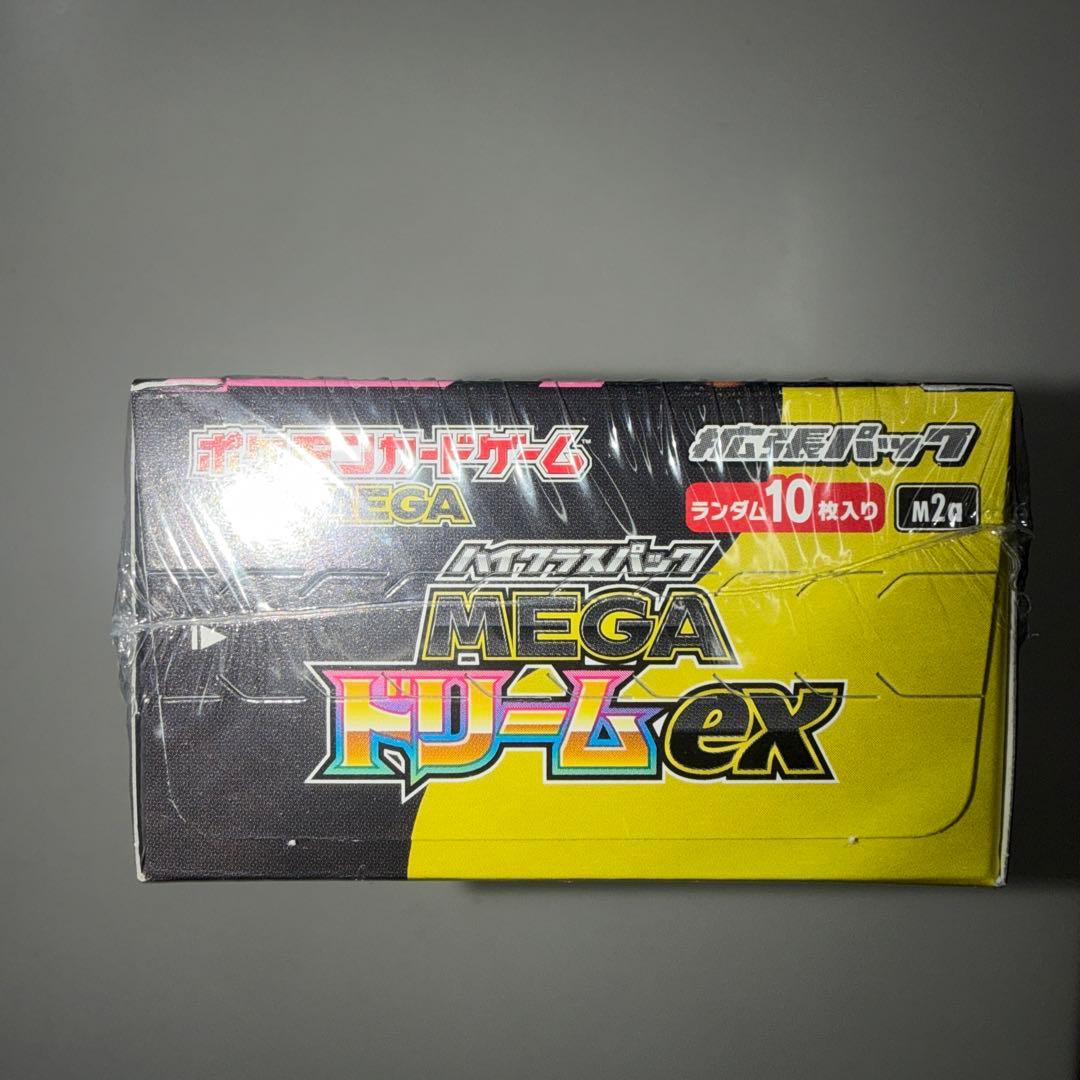 ポケモンカードゲーム™
MEGA
拡張パック
ランダム10枚入り
M2a
ハイクラスパック
MEGA
ドリームex